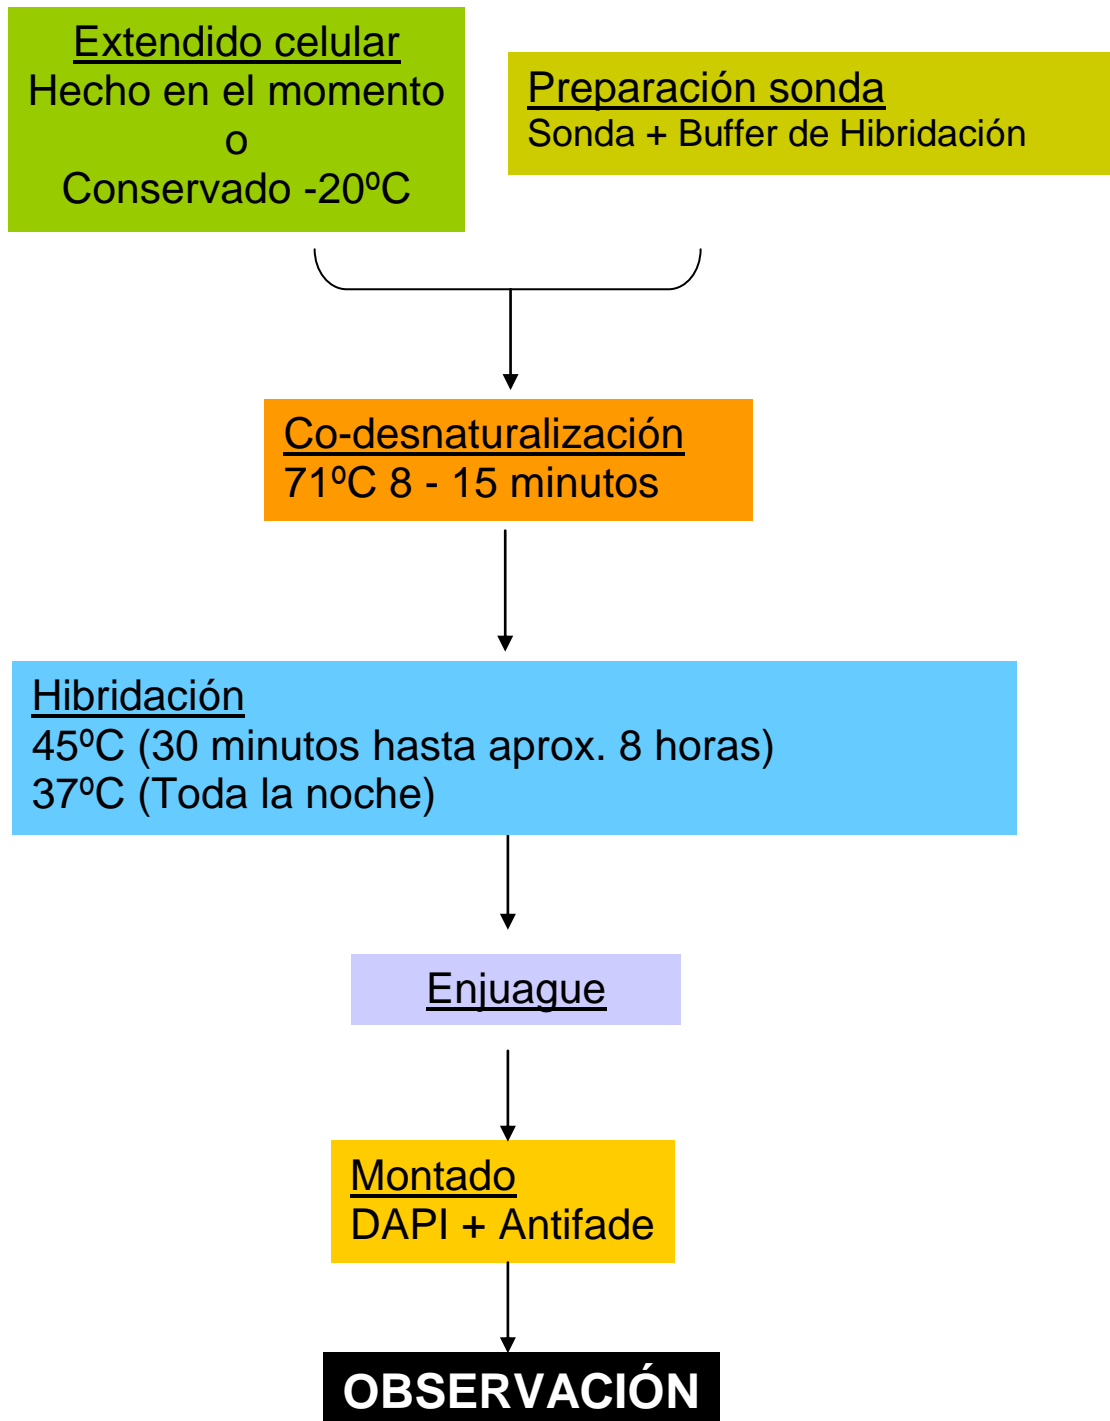 Extendido celular
Hecho en el momento
o
Conservado -20ºC
Preparación sonda
Sonda + Buffer de Hibridación
Co-desnaturalización
71ºC 8 - 15 minutos
Hibridación
45ºC (30 minutos hasta aprox. 8 horas)
37ºC (Toda la noche)
Enjuague
Montado
DAPI + Antifade
OBSERVACIÓN